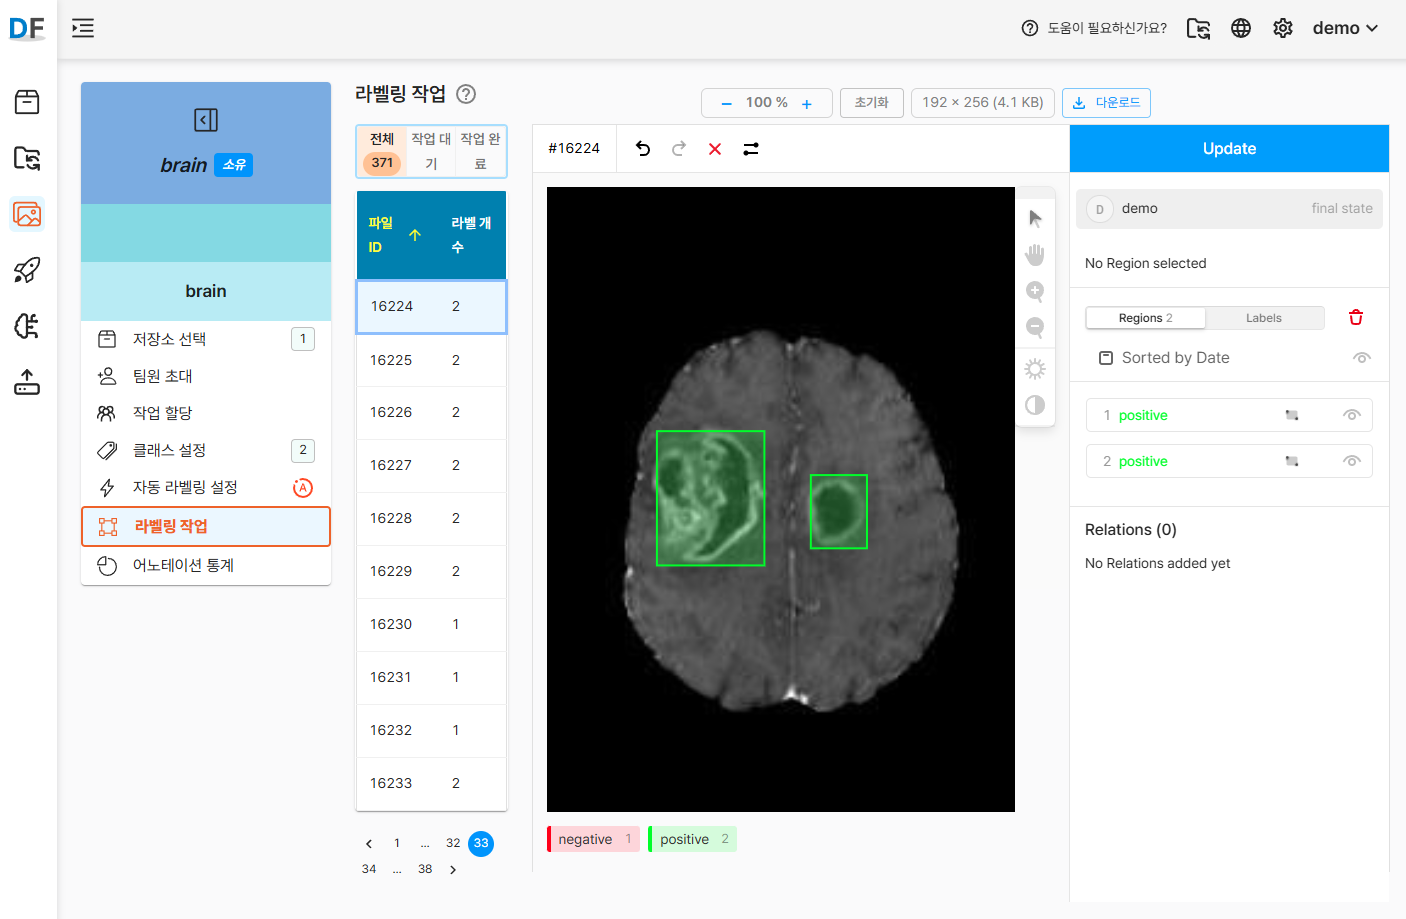 DF
도움이 필요하신가요?
demo
brain 소유
brain
저장소 선택 1
팀원 초대
작업 할당
클래스 설정 2
자동 라벨링 설정 A
라벨링 작업
어노테이션 통계
라벨링 작업
전체 371
작업 대기
작업 완료
파일 ID
라벨 개수
16224 2
16225 2
16226 2
16227 2
16228 2
16229 2
16230 1
16231 1
16232 1
16233 2
1 ... 32 33
34 ... 38
100 %
초기화
192 × 256 (4.1 KB)
다운로드
#16224
negative 1
positive 2
Update
D demo final state
No Region selected
Regions 2
Labels
Sorted by Date
1 positive
2 positive
Relations (0)
No Relations added yet